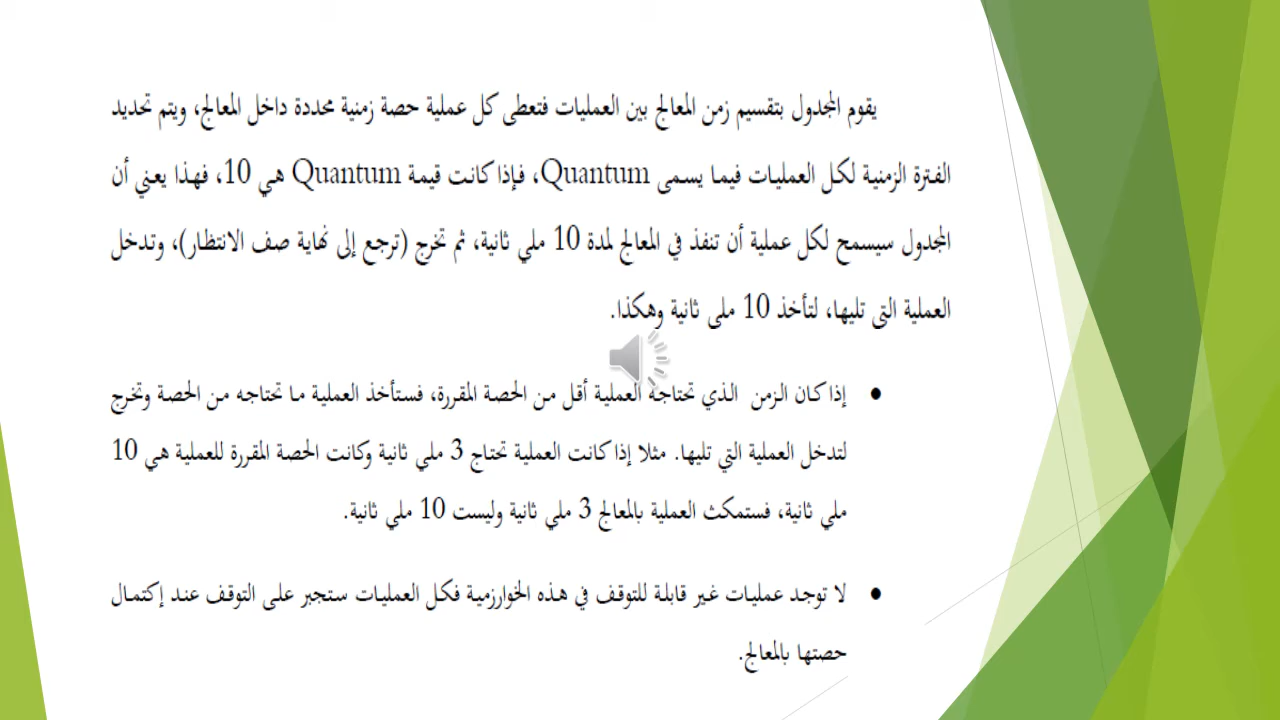 يقوم المجدول بتقسيم زمن المعالج بين العمليات فتعطى كل عملية حصة زمنية محددة داخل المعالج، ويتم تحديد
الفترة الزمنية لكل العمليات فيما يسمى Quantum، فإذا كانت قيمة Quantum هي 10، فهذا يعني أن
المجدول سيسمح لكل عملية أن تنفذ في المعالج لمدة 10 ملي ثانية، ثم تخرج (ترجع إلى نهاية صف الانتظار)، وتدخل
العملية التى تليها، لتأخذ 10 ملى ثانية وهكذا.
• إذا كان الزمن الذي تحتاجه العملية أقل من الحصة المقررة، فستأخذ العملية ما تحتاجه من الحصة وتخرج
لتدخل العملية التي تليها. مثلا إذا كانت العملية تحتاج 3 ملي ثانية وكانت الحصة المقررة للعملية هي 10
ملي ثانية، فستمكث العملية بالمعالج 3 ملي ثانية وليست 10 ملي ثانية.
• لا توجد عمليات غير قابلة للتوقف في هذه الخوارزمية فكل العمليات ستجبر على التوقف عند إكتمال
حصتها بالمعالج.